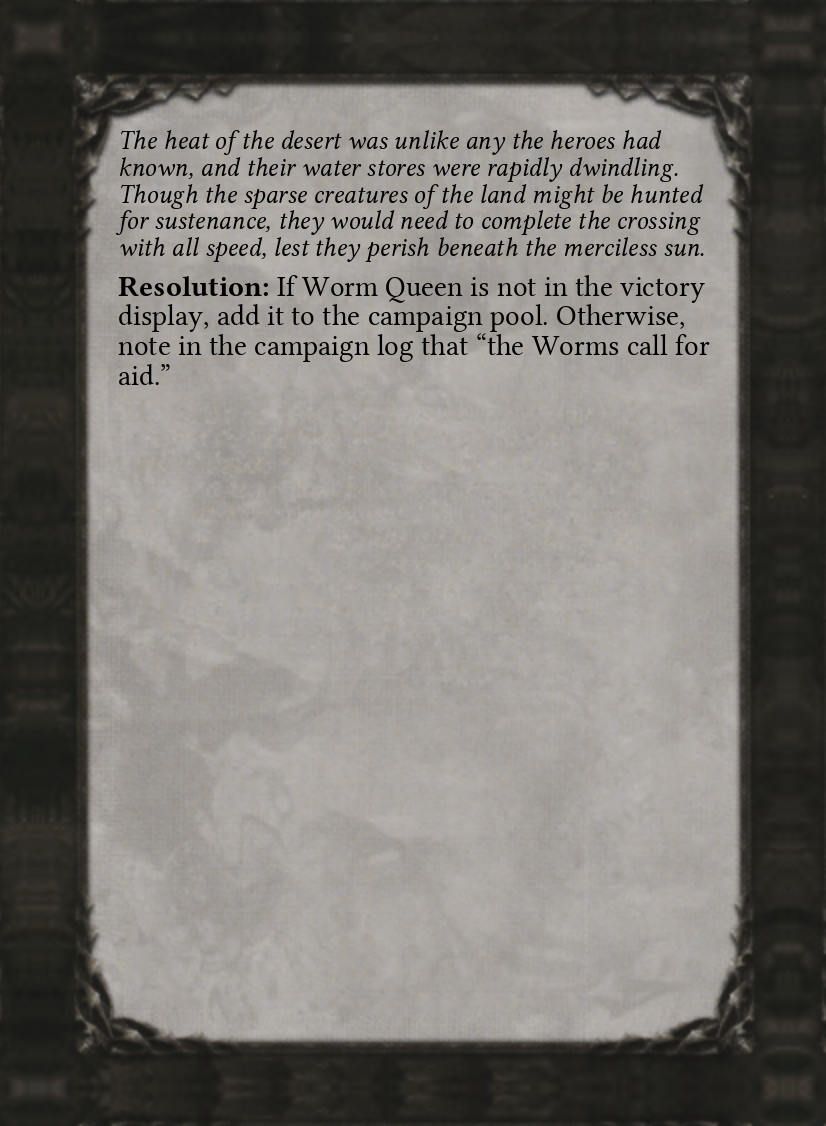 The heat of the desert was unlike any the heroes had
known, and their water stores were rapidly dwindling.
Though the sparse creatures of the land might be hunted
for sustenance, they would need to complete the crossing
with all speed, lest they perish beneath the merciless sun.
Resolution: If Worm Queen is not in the victory
display, add it to the campaign pool. Otherwise,
note in the campaign log that “the Worms call for
aid.”